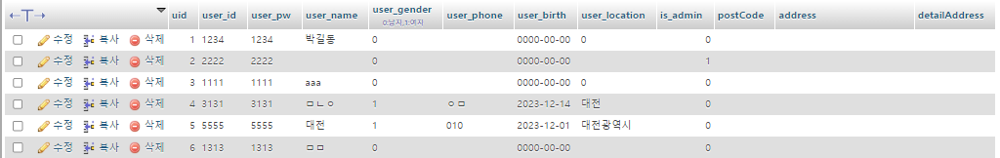 uid user_id user_pw user_name user_gender user_phone user_birth user_location is_admin postCode address detailAddress
0:남자,1:여자
수정 복사 삭제 1 1234 1234 박길동 0 0000-00-00 0 0
수정 복사 삭제 2 2222 2222 0 0000-00-00 1
수정 복사 삭제 3 1111 1111 aaa 0 0000-00-00 0 0
수정 복사 삭제 4 3131 3131 ㅁㄴㅇ 1 ㅇㅁ 2023-12-14 대전 0
수정 복사 삭제 5 5555 5555 대전 1 010 2023-12-01 대전광역시 0
수정 복사 삭제 6 1313 1313 ㅁㅁ 0 0000-00-00 0